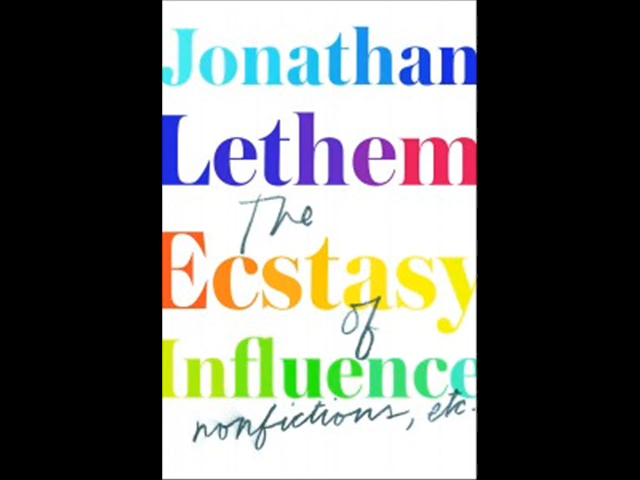 Jonathan
Lethem
The
Ecstasy
of
Influence
nonfictions, etc.